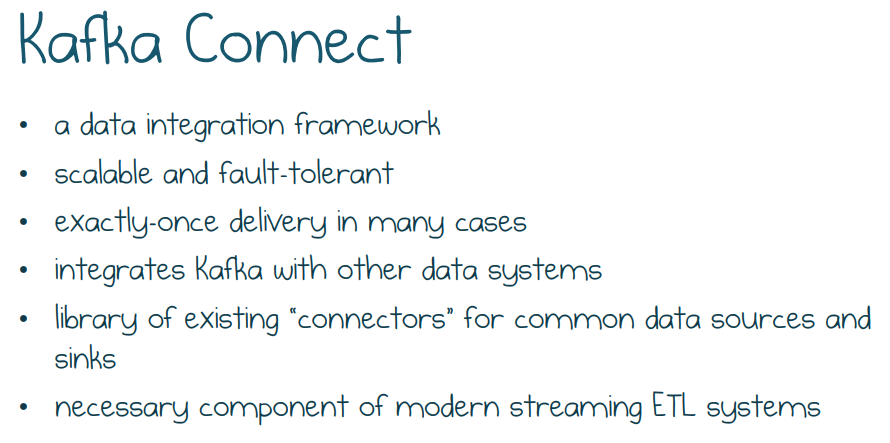 Kafka Connect
• a data integration framework
• scalable and fault-tolerant
• exactly-once delivery in many cases
• integrates Kafka with other data systems
• library of existing “connectors” for common data sources and
sinks
• necessary component of modern streaming ETL systems